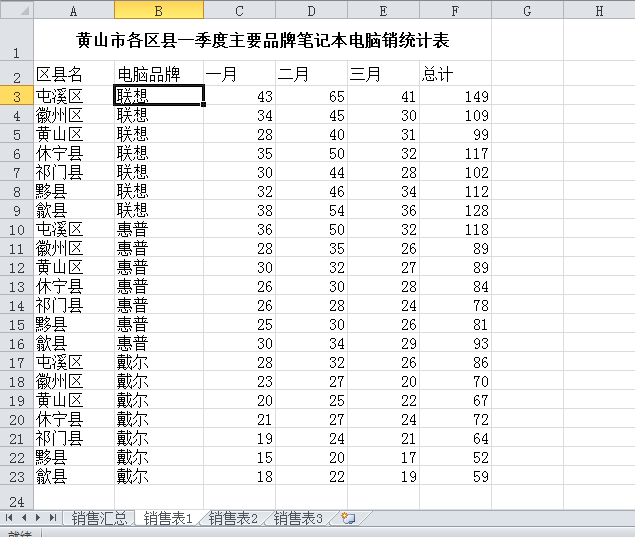 A B C D E F G H
1 黄山市各区县一季度主要品牌笔记本电脑销统计表
2 区县名 电脑品牌 一月 二月 三月 总计
3 屯溪区 联想 43 65 41 149
4 徽州区 联想 34 45 30 109
5 黄山区 联想 28 40 31 99
6 休宁县 联想 35 50 32 117
7 祁门县 联想 30 44 28 102
8 黟县 联想 32 46 34 112
9 歙县 联想 38 54 36 128
10 屯溪区 惠普 36 50 32 118
11 徽州区 惠普 28 35 26 89
12 黄山区 惠普 30 32 27 89
13 休宁县 惠普 26 30 28 84
14 祁门县 惠普 26 28 24 78
15 黟县 惠普 25 30 26 81
16 歙县 惠普 30 34 29 93
17 屯溪区 戴尔 28 32 26 86
18 徽州区 戴尔 23 27 20 70
19 黄山区 戴尔 20 25 22 67
20 休宁县 戴尔 21 27 24 72
21 祁门县 戴尔 19 24 21 64
22 黟县 戴尔 15 20 17 52
23 歙县 戴尔 18 22 19 59
24
销售汇总 销售表1 销售表2 销售表3
就绪